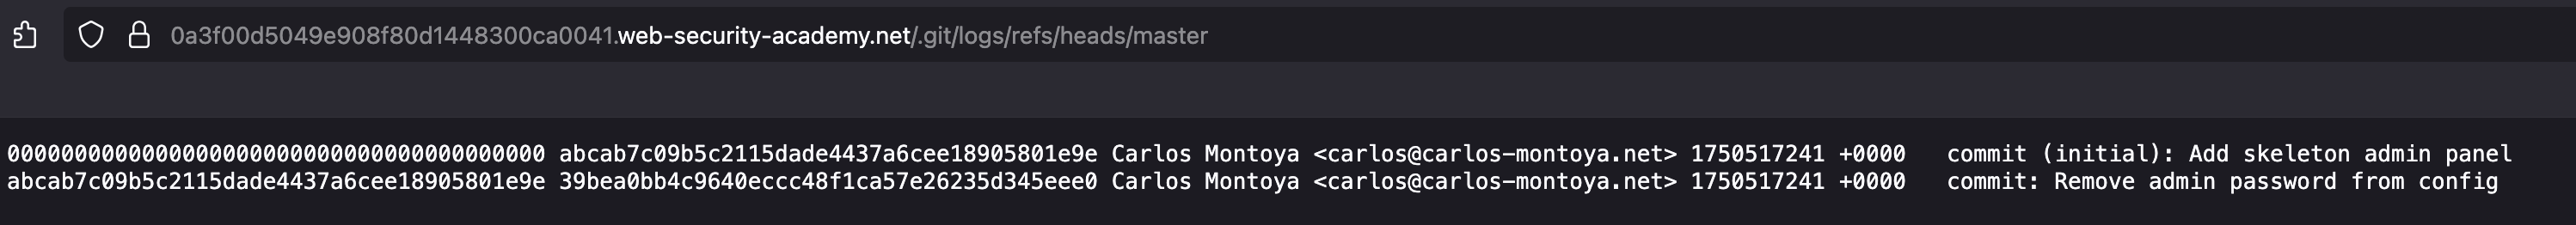 0a3f00d5049e908f80d1448300ca0041.web-security-academy.net/.git/logs/refs/heads/master
0000000000000000000000000000000000000000 abcab7c09b5c2115dade4437a6cee18905801e9e Carlos Montoya <carlos@carlos-montoya.net> 1750517241 +0000   commit (initial): Add skeleton admin panel
abcab7c09b5c2115dade4437a6cee18905801e9e 39bea0bb4c9640eccc48f1ca57e26235d345eee0 Carlos Montoya <carlos@carlos-montoya.net> 1750517241 +0000   commit: Remove admin password from config